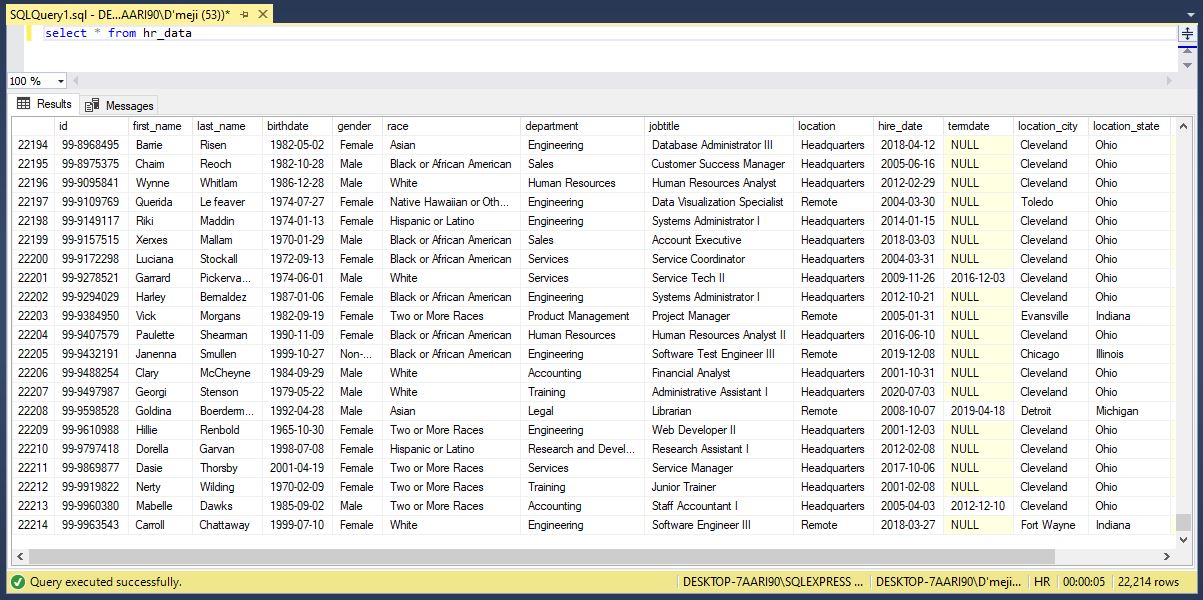 SQLQuery1.sql - DE...AARI90\D'meji (53))*
select * from hr_data
100 %
Results Messages
id first_name last_name birthdate gender race department jobtitle location hire_date termdate location_city location_state
22194 99-8968495 Barrie Risen 1982-05-02 Female Asian Engineering Database Administrator III Headquarters 2018-04-12 NULL Cleveland Ohio
22195 99-8975375 Chaim Reoch 1982-10-28 Male Black or African American Sales Customer Success Manager Headquarters 2005-06-16 NULL Cleveland Ohio
22196 99-9095841 Wynne Whitlam 1986-12-28 Male White Human Resources Human Resources Analyst Headquarters 2012-02-29 NULL Cleveland Ohio
22197 99-9109769 Querida Le feaver 1974-07-27 Female Native Hawaiian or Oth... Engineering Data Visualization Specialist Remote 2004-03-30 NULL Toledo Ohio
22198 99-9149117 Riki Maddin 1974-01-13 Female Hispanic or Latino Engineering Systems Administrator I Headquarters 2014-01-15 NULL Cleveland Ohio
22199 99-9157515 Xerxes Mallam 1970-01-29 Male Black or African American Sales Account Executive Headquarters 2018-03-03 NULL Cleveland Ohio
22200 99-9172298 Luciana Stockall 1972-09-13 Female Black or African American Services Service Coordinator Headquarters 2004-03-31 NULL Cleveland Ohio
22201 99-9278521 Garrard Pickerva... 1974-06-01 Male White Services Service Tech II Headquarters 2009-11-26 2016-12-03 Cleveland Ohio
22202 99-9294029 Harley Bernaldez 1987-01-06 Female Black or African American Engineering Systems Administrator I Headquarters 2012-10-21 NULL Cleveland Ohio
22203 99-9384950 Vick Morgans 1982-09-19 Female Two or More Races Product Management Project Manager Remote 2005-01-31 NULL Evansville Indiana
22204 99-9407579 Paulette Sheaman 1990-11-09 Female Black or African American Human Resources Human Resources Analyst II Headquarters 2016-06-10 NULL Cleveland Ohio
22205 99-9432191 Janenna Smullen 1999-10-27 Non-... Black or African American Engineering Software Test Engineer III Remote 2019-12-08 NULL Chicago Illinois
22206 99-9488254 Clary McCheyne 1984-09-29 Male White Accounting Financial Analyst Headquarters 2001-10-31 NULL Cleveland Ohio
22207 99-9497987 Georgi Stenson 1979-05-22 Male White Training Administrative Assistant I Headquarters 2020-07-03 NULL Cleveland Ohio
22208 99-9598528 Goldina Boerderm... 1992-04-28 Male Asian Legal Librarian Remote 2008-10-07 2019-04-18 Detroit Michigan
22209 99-9610988 Hillie Renbold 1965-10-30 Female Two or More Races Engineering Web Developer II Headquarters 2001-12-03 NULL Cleveland Ohio
22210 99-9797418 Dorella Garvan 1998-07-08 Female Hispanic or Latino Research and Devel... Research Assistant I Headquarters 2012-02-08 NULL Cleveland Ohio
22211 99-9869877 Dasie Thorsby 2001-04-19 Female Two or More Races Services Service Manager Headquarters 2017-10-06 NULL Cleveland Ohio
22212 99-9919822 Nerty Wilding 1970-02-09 Female Two or More Races Training Junior Trainer Headquarters 2001-02-08 NULL Cleveland Ohio
22213 99-9960380 Mabelle Dawks 1985-09-02 Male Two or More Races Accounting Staff Accountant I Headquarters 2005-04-03 2012-12-10 Cleveland Ohio
22214 99-9963543 Carroll Chattaway 1999-07-10 Female White Engineering Software Engineer III Remote 2018-03-27 NULL Fort Wayne Indiana
Query executed successfully. DESKTOP-7AARI90\SQLEXPRESS ... DESKTOP-7AARI90\D'meji... HR 00:00:05 22,214 rows